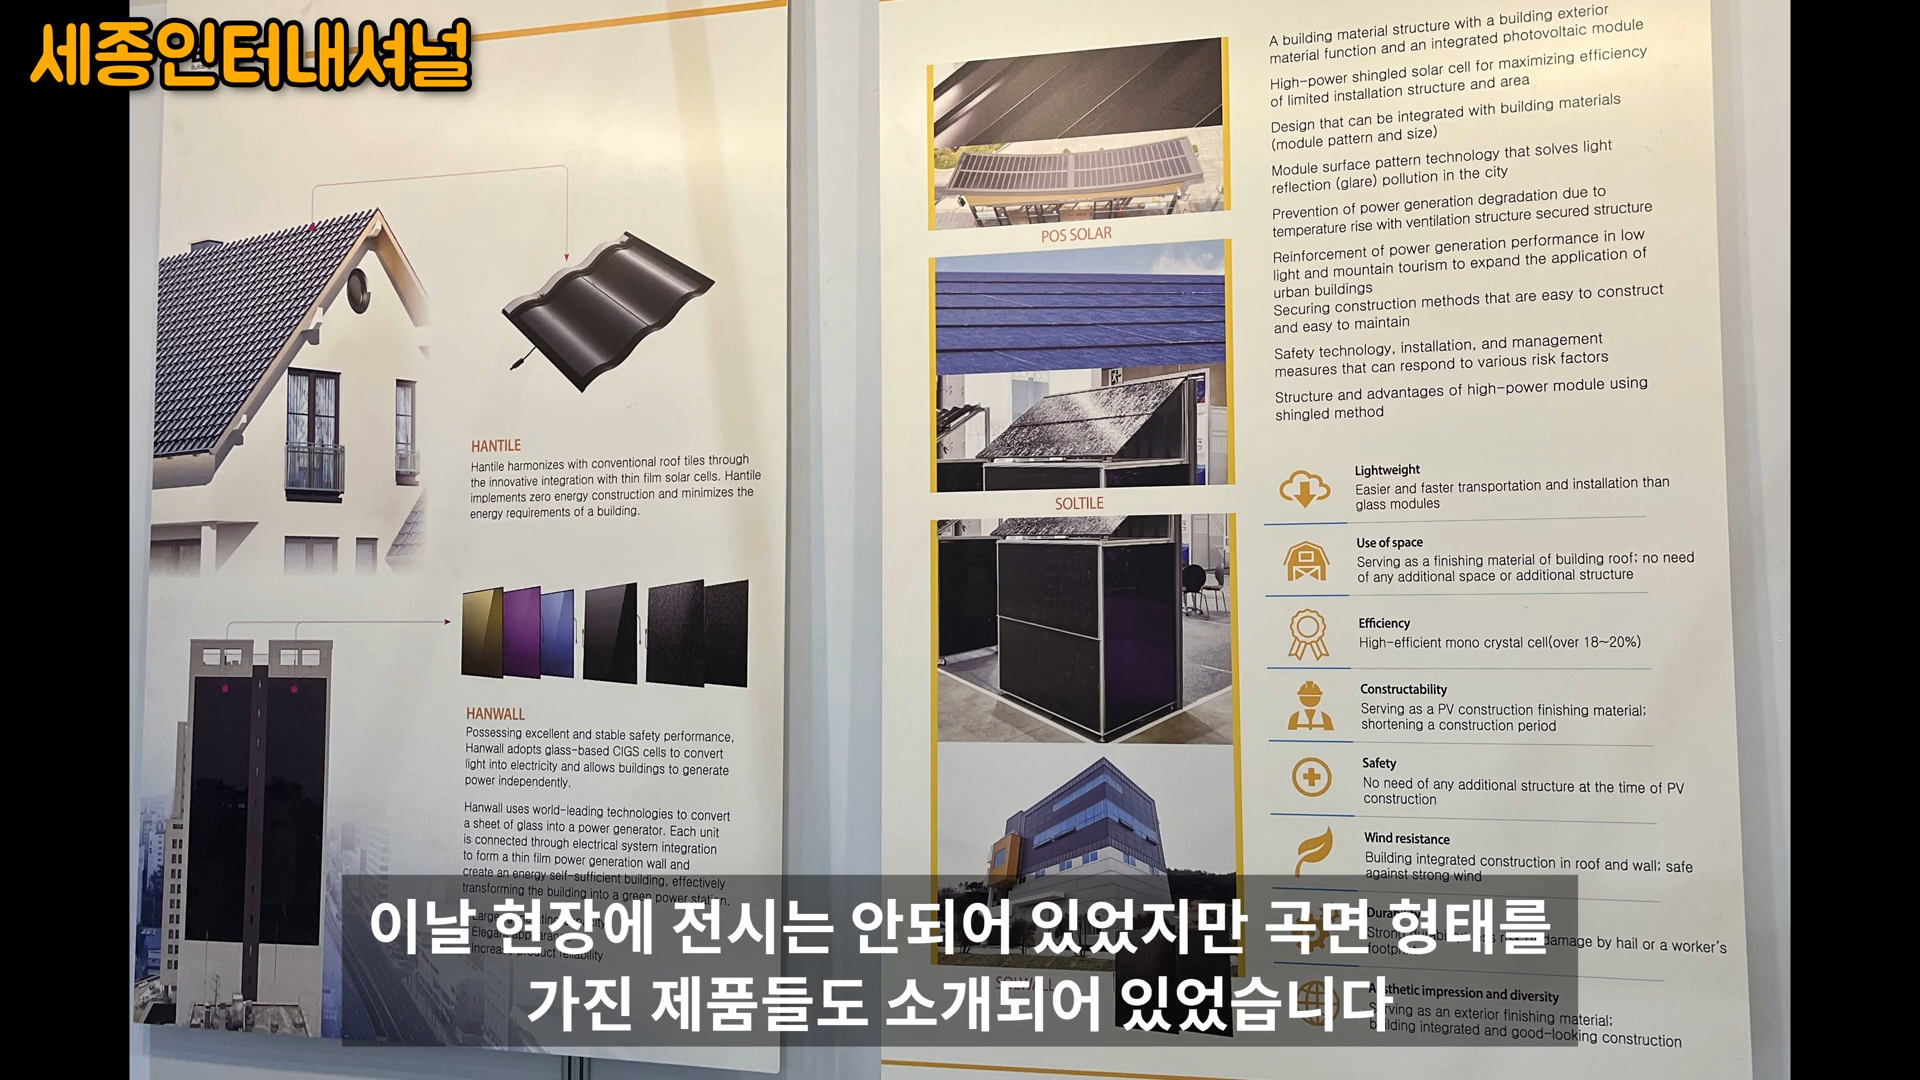 세종인터내셔널
HANTILE
Hantile harmonizes with conventional roof tiles through
the innovative integration with thin film solar cells. Hantile
implements zero energy construction and minimizes the
energy requirements of a building.
HANWALL
Possessing excellent and stable safety performance,
Hanwall adopts glass-based CIGS cells to convert
light into electricity and allows buildings to generate
power independently.
Hanwall uses world-leading technologies to convert
a sheet of glass into a power generator. Each unit
is connected through electrical system integration
to form a thin film power generation wall and
create an energy self-sufficient building, effectively
transforming the building into a green power station.
POS SOLAR
SOLTILE
A building material structure with a building exterior
material function and an integrated photovoltaic module
High-power shingled solar cell for maximizing efficiency
of limited installation structure and area
Design that can be integrated with building materials
(module pattern and size)
Module surface pattern technology that solves light
reflection (glare) pollution in the city
Prevention of power generation degradation due to
temperature rise with ventilation structure secured structure
Reinforcement of power generation performance in low
light and mountain tourism to expand the application of
urban buildings
Securing construction methods that are easy to construct
and easy to maintain
Safety technology, installation, and management
measures that can respond to various risk factors
Structure and advantages of high-power module using
shingled method
Lightweight
Easier and faster transportation and installation than
glass modules
Use of space
Serving as a finishing material of building roof; no need
of any additional space or additional structure
Efficiency
High-efficient mono crystal cell(over 18~20%)
Constructability
Serving as a PV construction finishing material;
shortening a construction period
Safety
No need of any additional structure at the time of PV
construction
Wind resistance
Building integrated construction in roof and wall; safe
against strong wind
damage by hail or a worker's
Aesthetic impression and diversity
Serving as an exterior finishing material;
building integrated and good-looking construction
이날 현장에 전시는 안되어 있었지만 곡면 형태를
가진 제품들도 소개되어 있었습니다